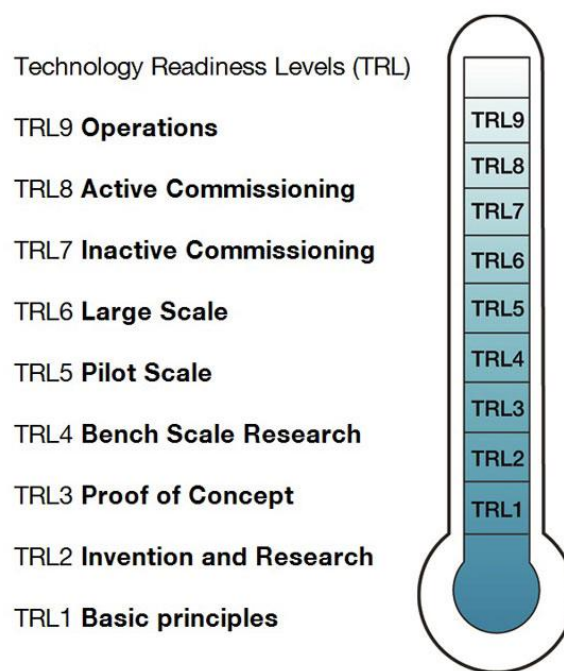 Technology Readiness Levels (TRL)
TRL9 Operations
TRL8 Active Commissioning
TRL7 Inactive Commissioning
TRL6 Large Scale
TRL5 Pilot Scale
TRL4 Bench Scale Research
TRL3 Proof of Concept
TRL2 Invention and Research
TRL1 Basic principles
TRL9
TRL8
TRL7
TRL6
TRL5
TRL4
TRL3
TRL2
TRL1